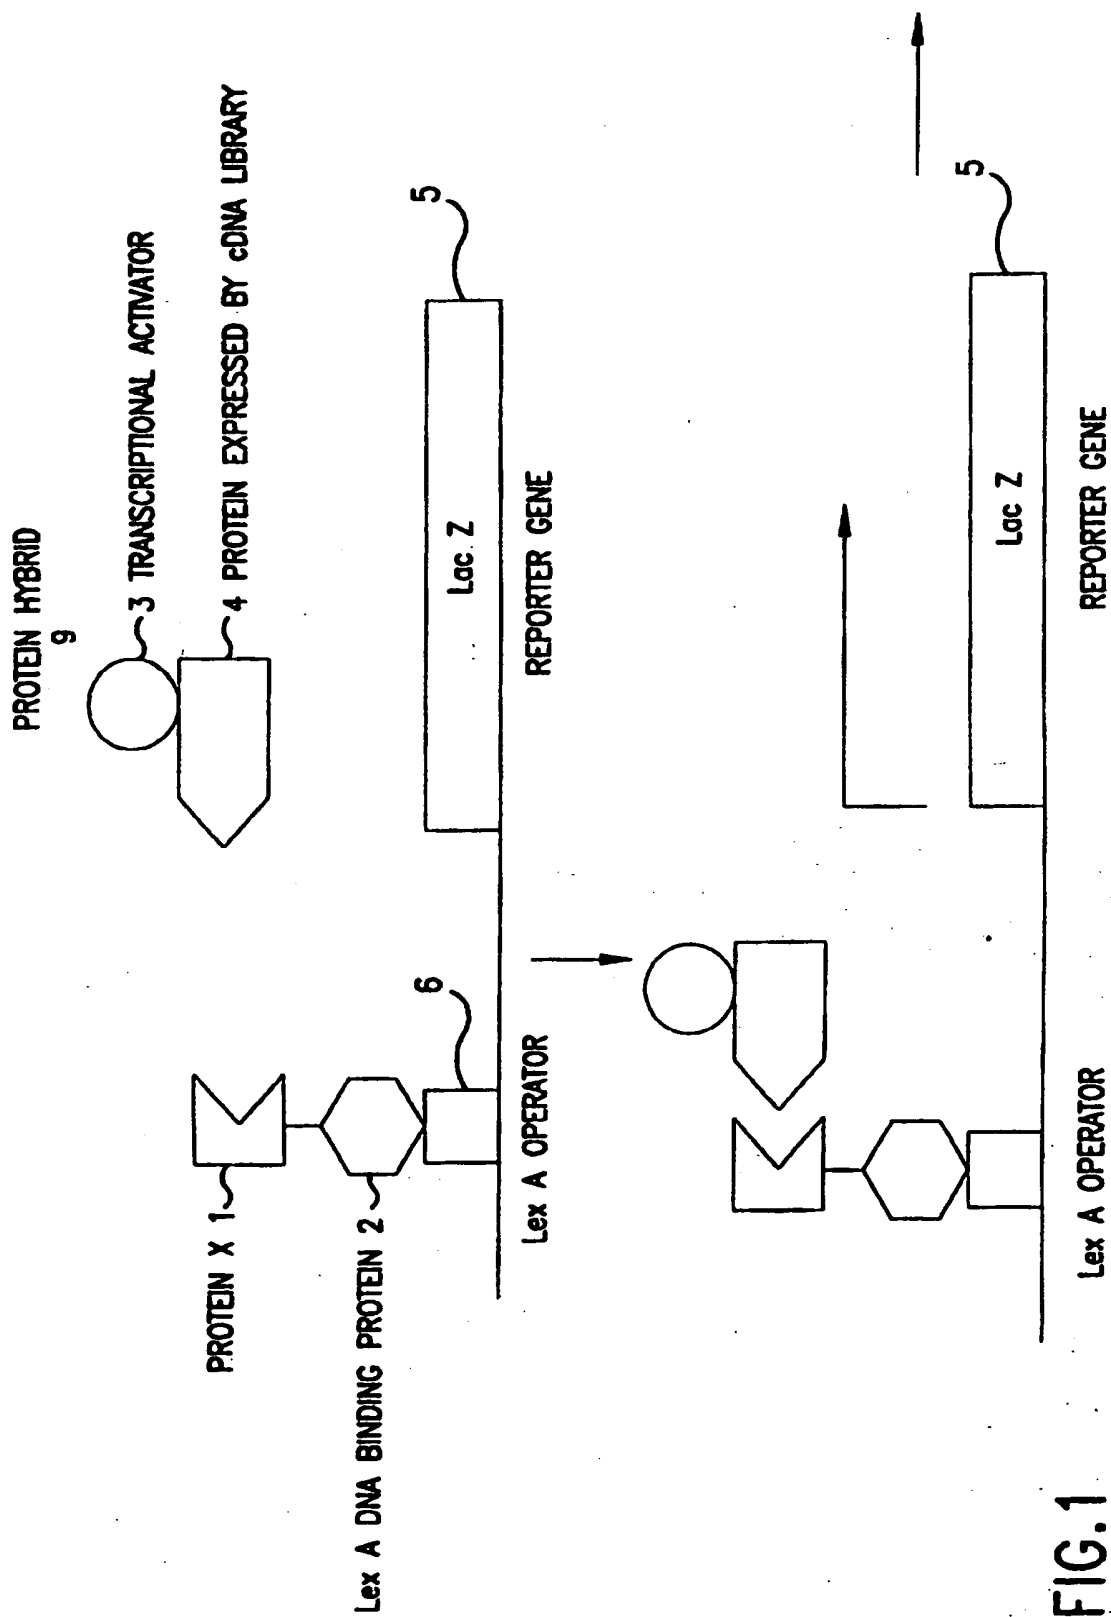 PROTEIN HYBRID
9
3 TRANSCRIPTIONAL ACTIVATOR
4 PROTEIN EXPRESSED BY cDNA LIBRARY
PROTEIN X 1
Lex A DNA BINDING PROTEIN 2
6
5
Lac Z
Lex A OPERATOR
REPORTER GENE
5
Lac Z
Lex A OPERATOR
REPORTER GENE
FIG.1